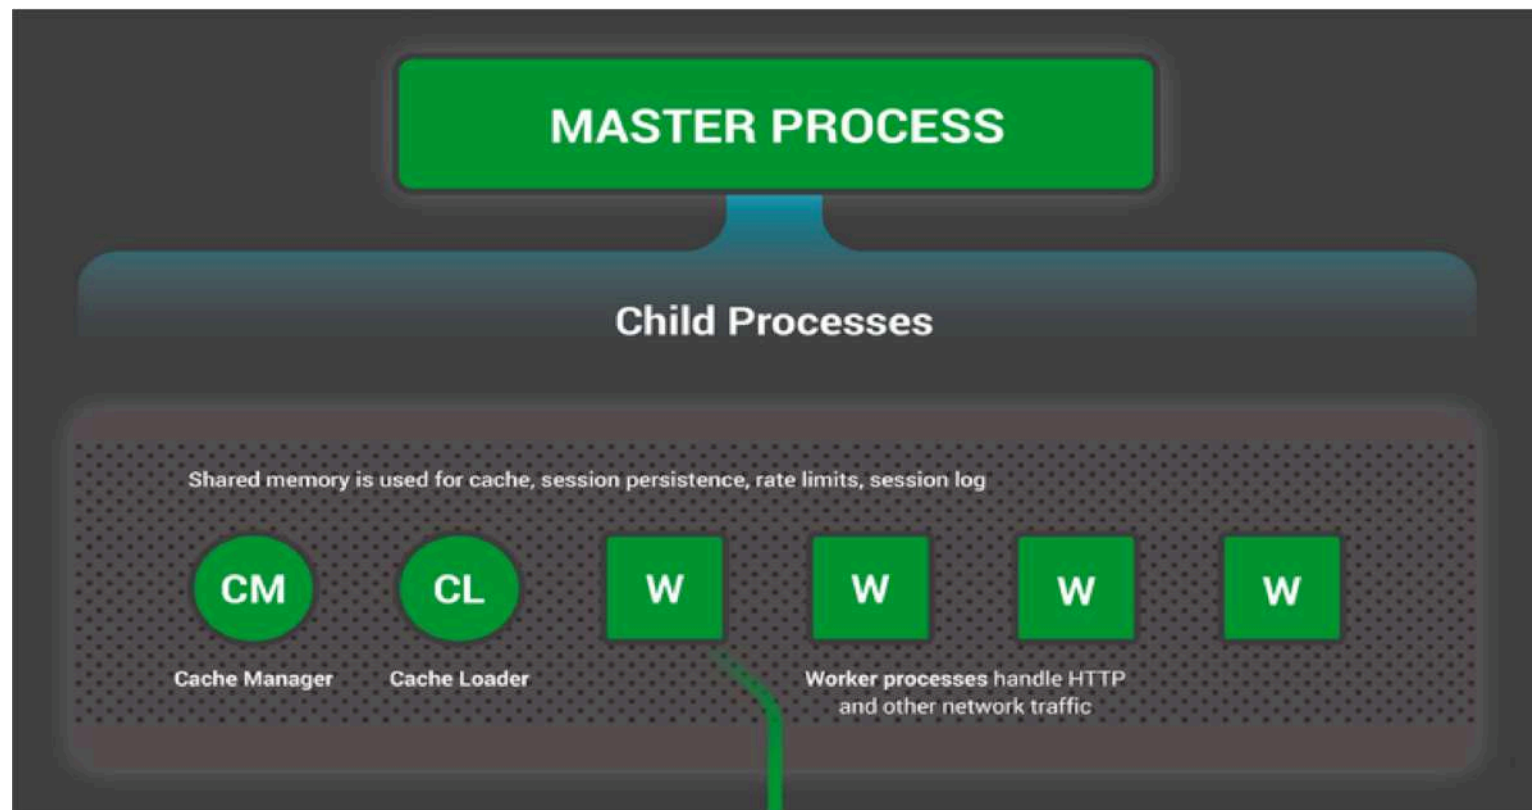 MASTER PROCESS
Child Processes
Shared memory is used for cache, session persistence, rate limits, session log
CM
CL
W
W
W
W
Cache Manager
Cache Loader
Worker processes handle HTTP
and other network traffic